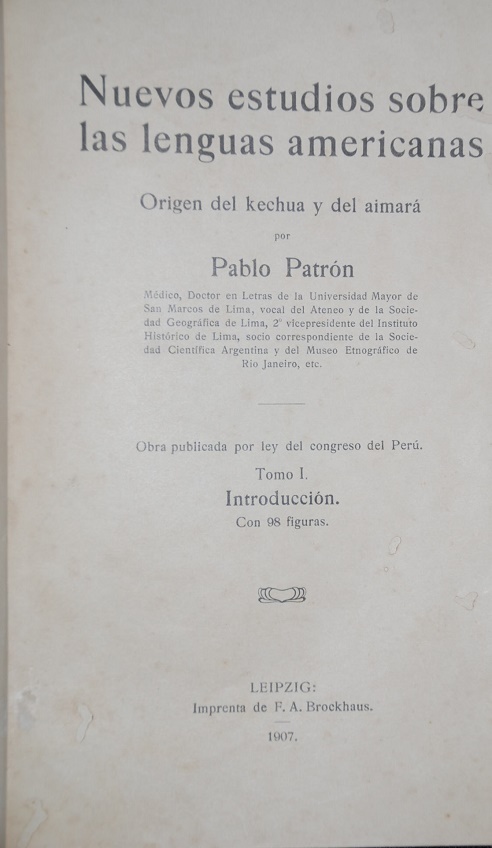 Nuevos estudios sobre
las lenguas americanas
Origen del kechua y del aimará
por
Pablo Patrón
Médico, Doctor en Letras de la Universidad Mayor de
San Marcos de Lima, vocal del Ateneo y de la Socie-
dad Geográfica de Lima, 2º vicepresidente del Instituto
Histórico de Lima, socio correspondiente de la Socie-
dad Científica Argentina y del Museo Etnográfico de
Rio Janeiro, etc.
Obra publicada por ley del congreso del Perú.
Tomo I.
Introducción.
Con 98 figuras.
LEIPZIG:
Imprenta de F. A. Brockhaus.
1907.